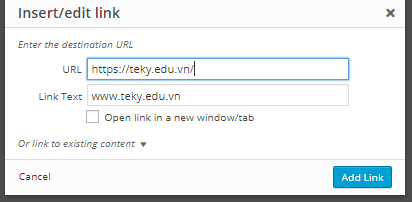 Insert/edit link
Enter the destination URL
URL https://teky.edu.vn/
Link Text www.teky.edu.vn
Open link in a new window/tab
Or link to existing content
Cancel Add Link